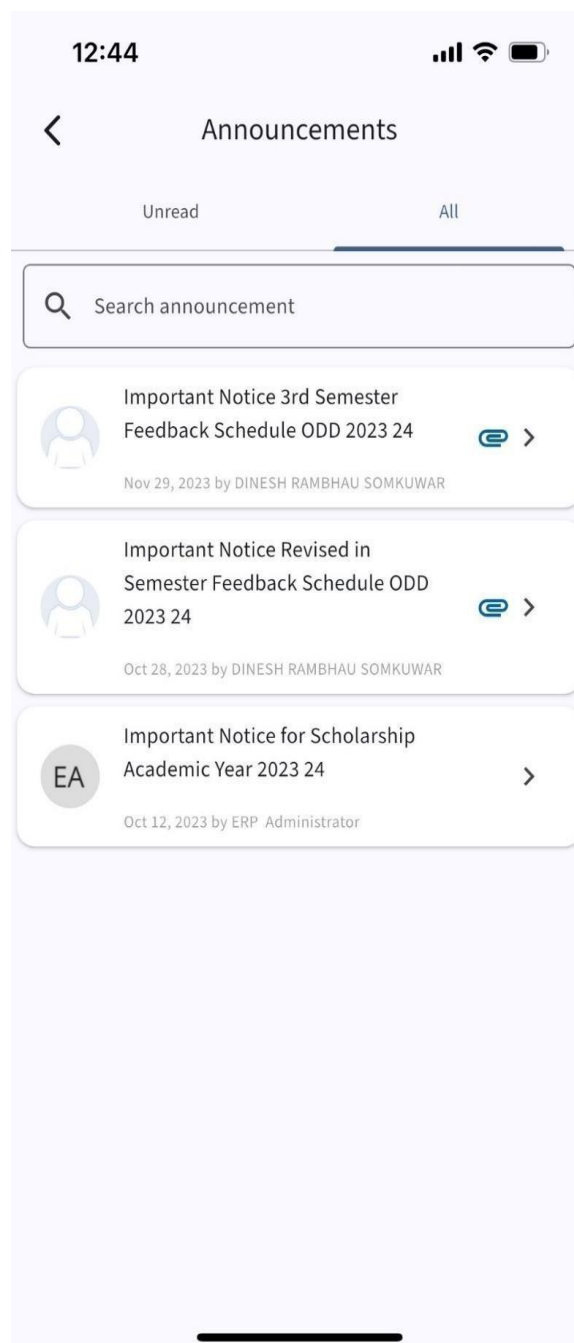 12:44
Announcements
Unread
All
Search announcement
Important Notice 3rd Semester
Feedback Schedule ODD 2023 24
Nov 29, 2023 by DINESH RAMBHAU SOMKUWAR
Important Notice Revised in
Semester Feedback Schedule ODD
2023 24
Oct 28, 2023 by DINESH RAMBHAU SOMKUWAR
EA
Important Notice for Scholarship
Academic Year 2023 24
Oct 12, 2023 by ERP Administrator